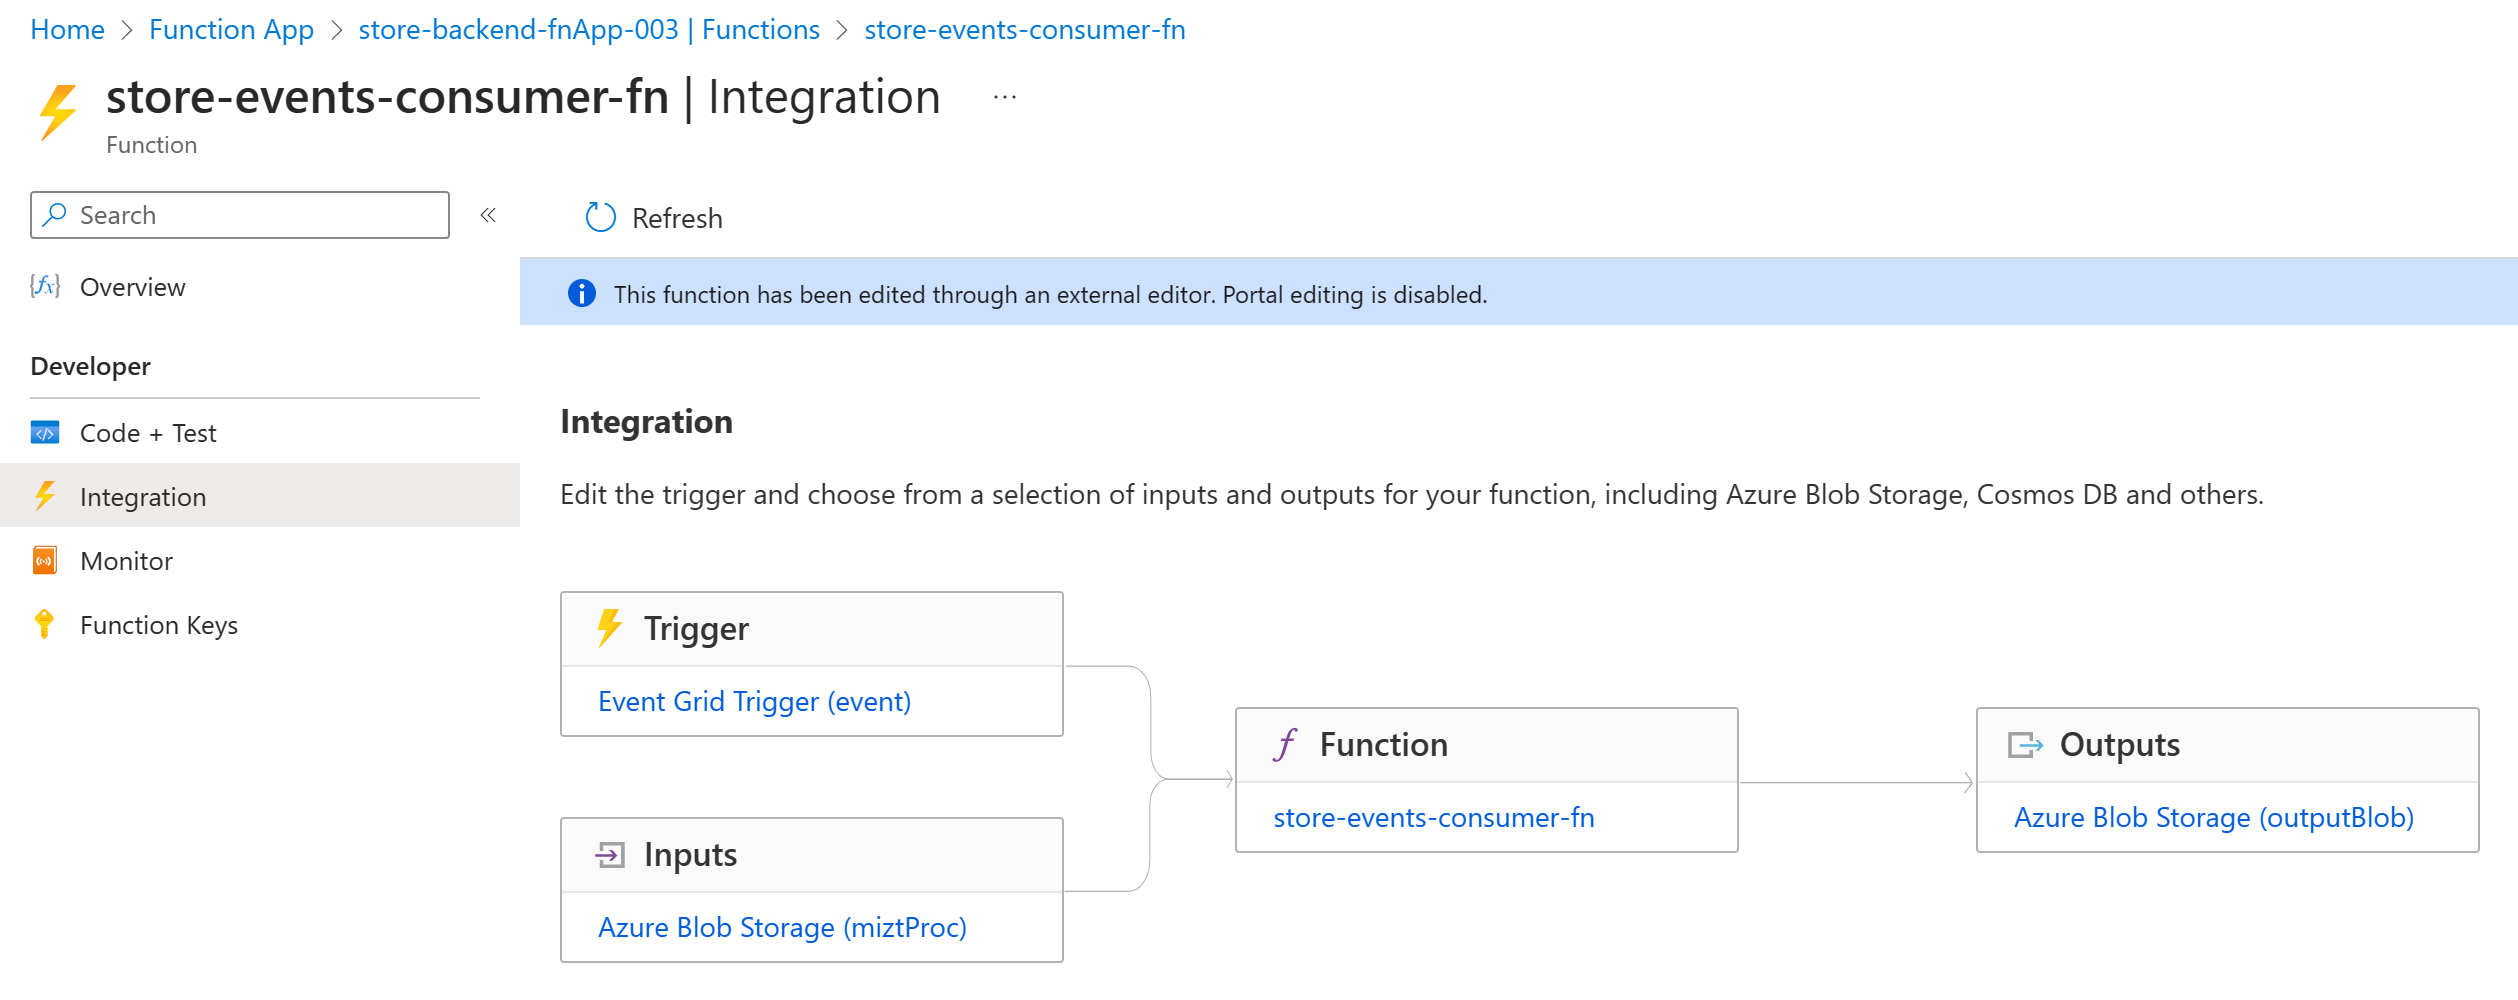 Home > Function App > store-backend-fnApp-003 | Functions > store-events-consumer-fn
store-events-consumer-fn | Integration ...
Function
Search «
Refresh
Overview
This function has been edited through an external editor. Portal editing is disabled.
Developer
Code + Test
Integration
Monitor
Function Keys
Integration
Edit the trigger and choose from a selection of inputs and outputs for your function, including Azure Blob Storage, Cosmos DB and others.
Trigger
Event Grid Trigger (event)
Inputs
Azure Blob Storage (miztProc)
Function
store-events-consumer-fn
Outputs
Azure Blob Storage (outputBlob)